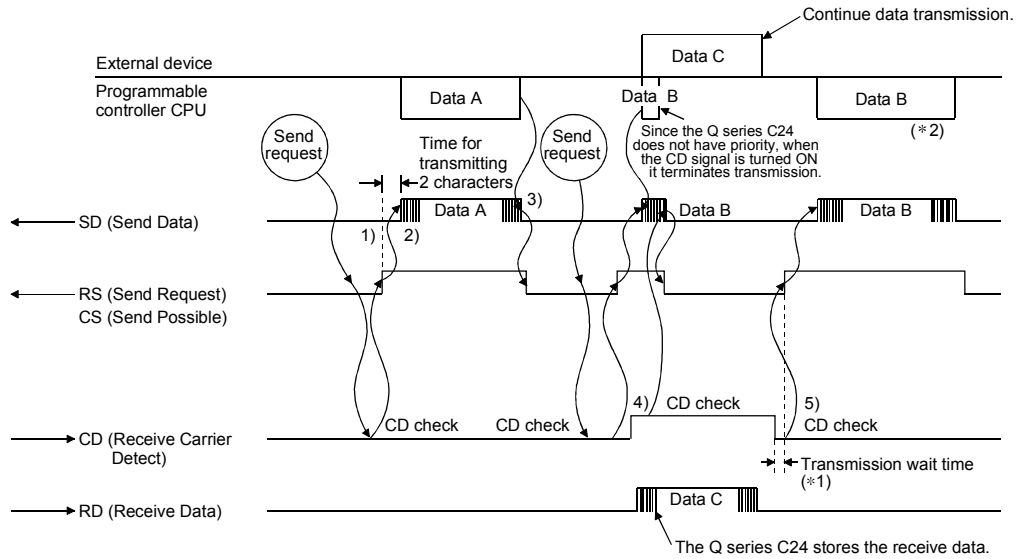 Continue data transmission.
Data C
External device
Programmable
controller CPU
Data A
Data B
Data B
(*2)
Since the Q series C24
does not have priority, when
the CD signal is turned ON
it terminates transmission.
Send
request
Time for
transmitting
2 characters
Send
request
3)
SD (Send Data)
1)
2)
Data A
Data B
Data B
RS (Send Request)
CS (Send Possible)
4)
CD check
5)
CD (Receive Carrier
Detect)
CD check
CD check
CD check
Transmission wait time
(*1)
RD (Receive Data)
Data C
The Q series C24 stores the receive data.